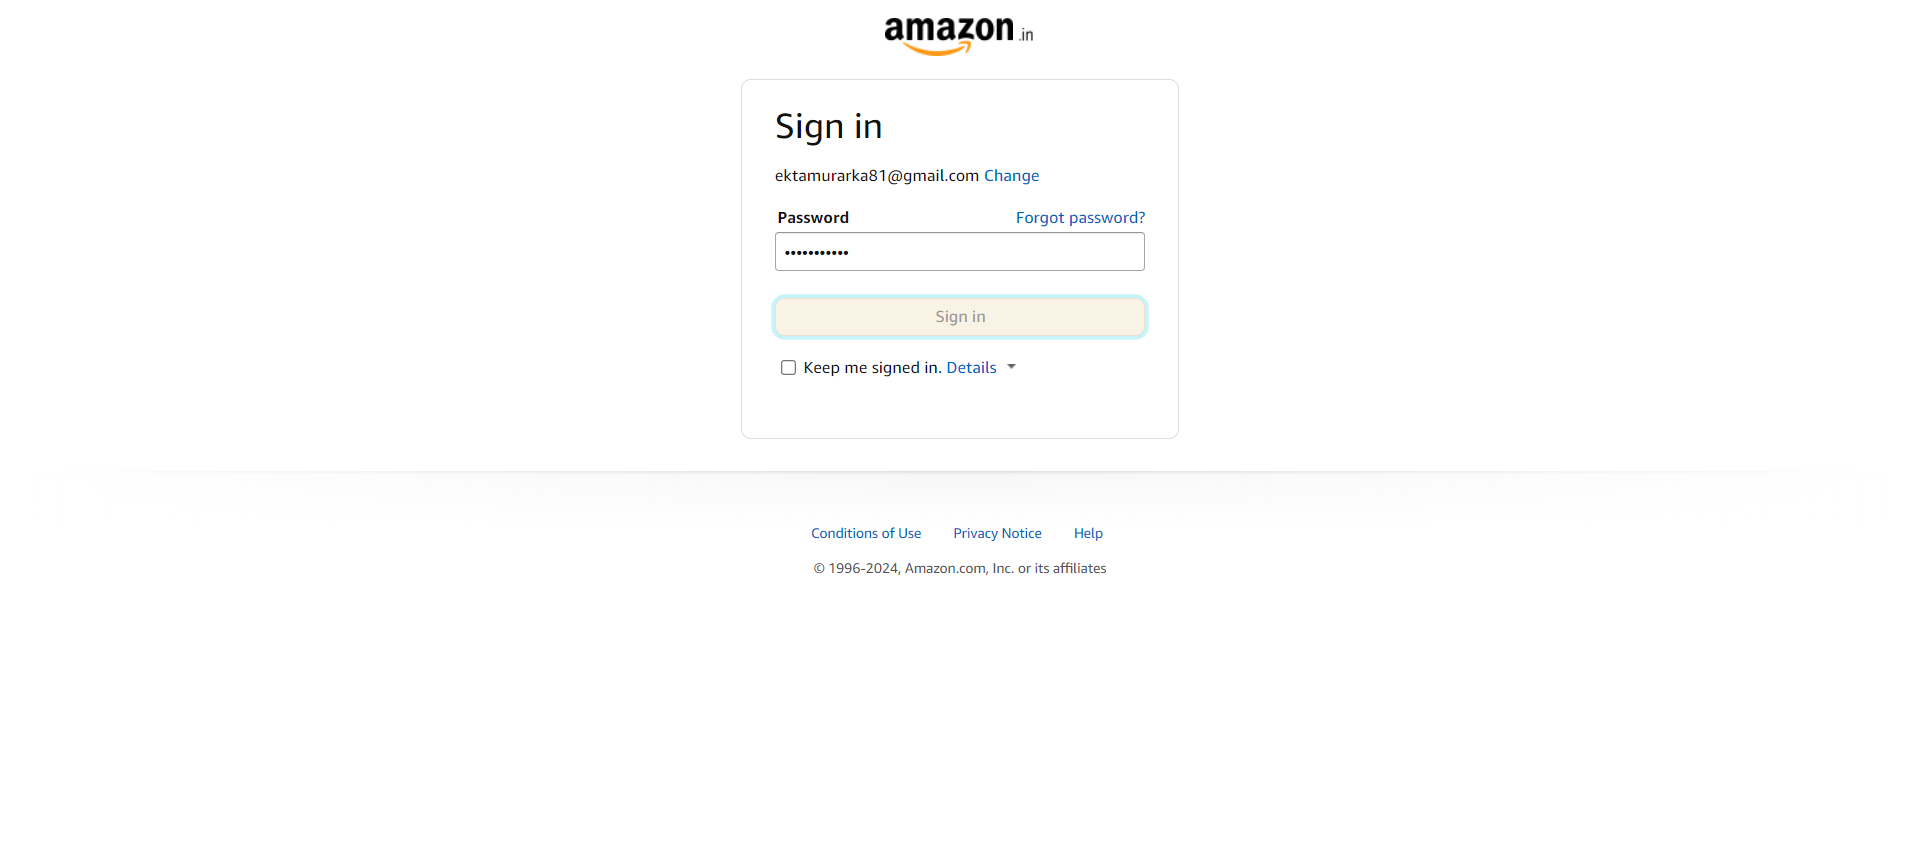 amazon.in
Sign in
ektamurarka81@gmail.com Change
Password Forgot password?
•••••••••••
Sign in
Keep me signed in. Details
Conditions of Use Privacy Notice Help
© 1996-2024, Amazon.com, Inc. or its affiliates